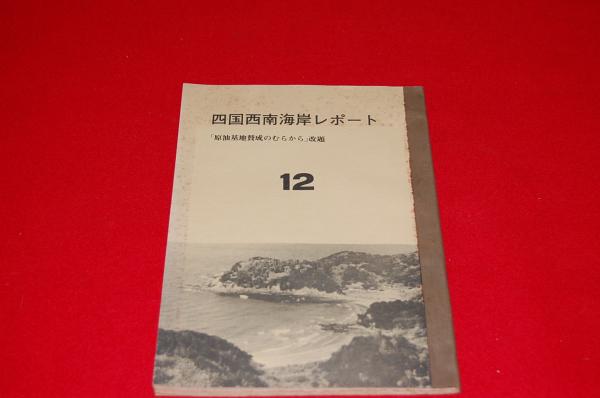 四国西南海岸レポート
「原油基地賛成のむらから」改題
12